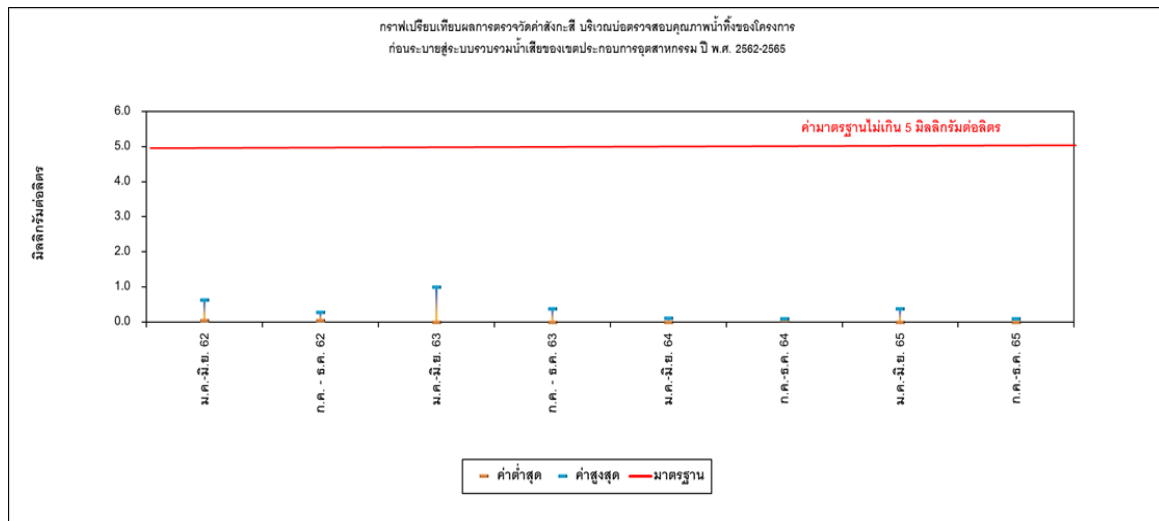 กราฟเปรียบเทียบผลการตรวจวัดค่าสังกะสี บริเวณบ่อตรวจสอบคุณภาพน้ำทิ้งของโครงการ
ก่อนระบายสู่ระบบรวบรวมน้ำเสียของเขตประกอบการอุตสาหกรรม ปี พ.ศ. 2562-2565
ค่ามาตรฐานไม่เกิน 5 มิลลิกรัมต่อลิตร
มิลลิกรัมต่อลิตร
6.0
5.0
4.0
3.0
2.0
1.0
0.0
ม.ค.-มิ.ย. 62
ก.ค. - ธ.ค. 62
ม.ค.-มิ.ย. 63
ก.ค. - ธ.ค. 63
ม.ค.-มิ.ย. 64
ก.ค.-ธ.ค. 64
ม.ค.-มิ.ย. 65
ก.ค.-ธ.ค. 65
ค่าต่ำสุด ค่าสูงสุด มาตรฐาน